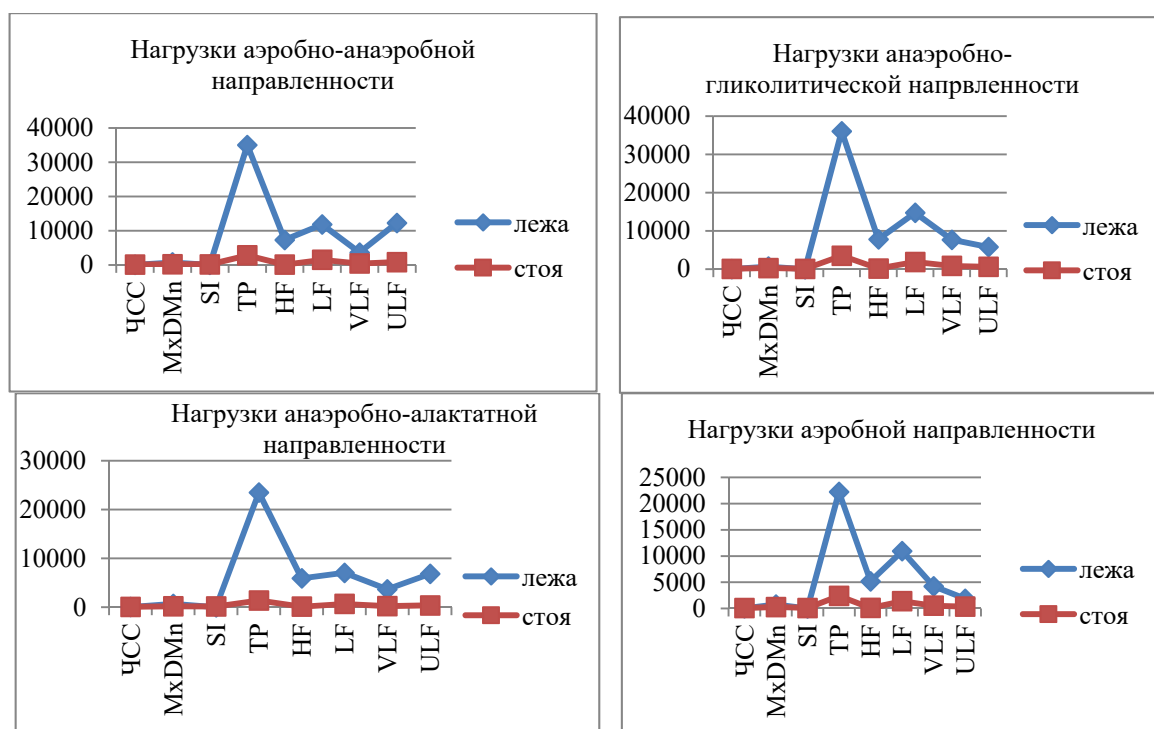 Нагрузки аэробно-анаэробной
направленности
40000
30000
20000
10000
0
ЧСС
MxDMn
SI
TP
HF
LF
VLF
ULF
лежа
стоя
Нагрузки анаэробно-
гликолитической напрвленности
40000
30000
20000
10000
0
ЧСС
MxDMn
SI
TP
HF
LF
VLF
ULF
лежа
стоя
Нагрузки анаэробно-алактатной
направленности
30000
20000
10000
0
ЧСС
MxDMn
SI
TP
HF
LF
VLF
ULF
лежа
стоя
Нагрузки аэробной направленности
25000
20000
15000
10000
5000
0
ЧСС
MxDMn
SI
TP
HF
LF
VLF
ULF
лежа
стоя